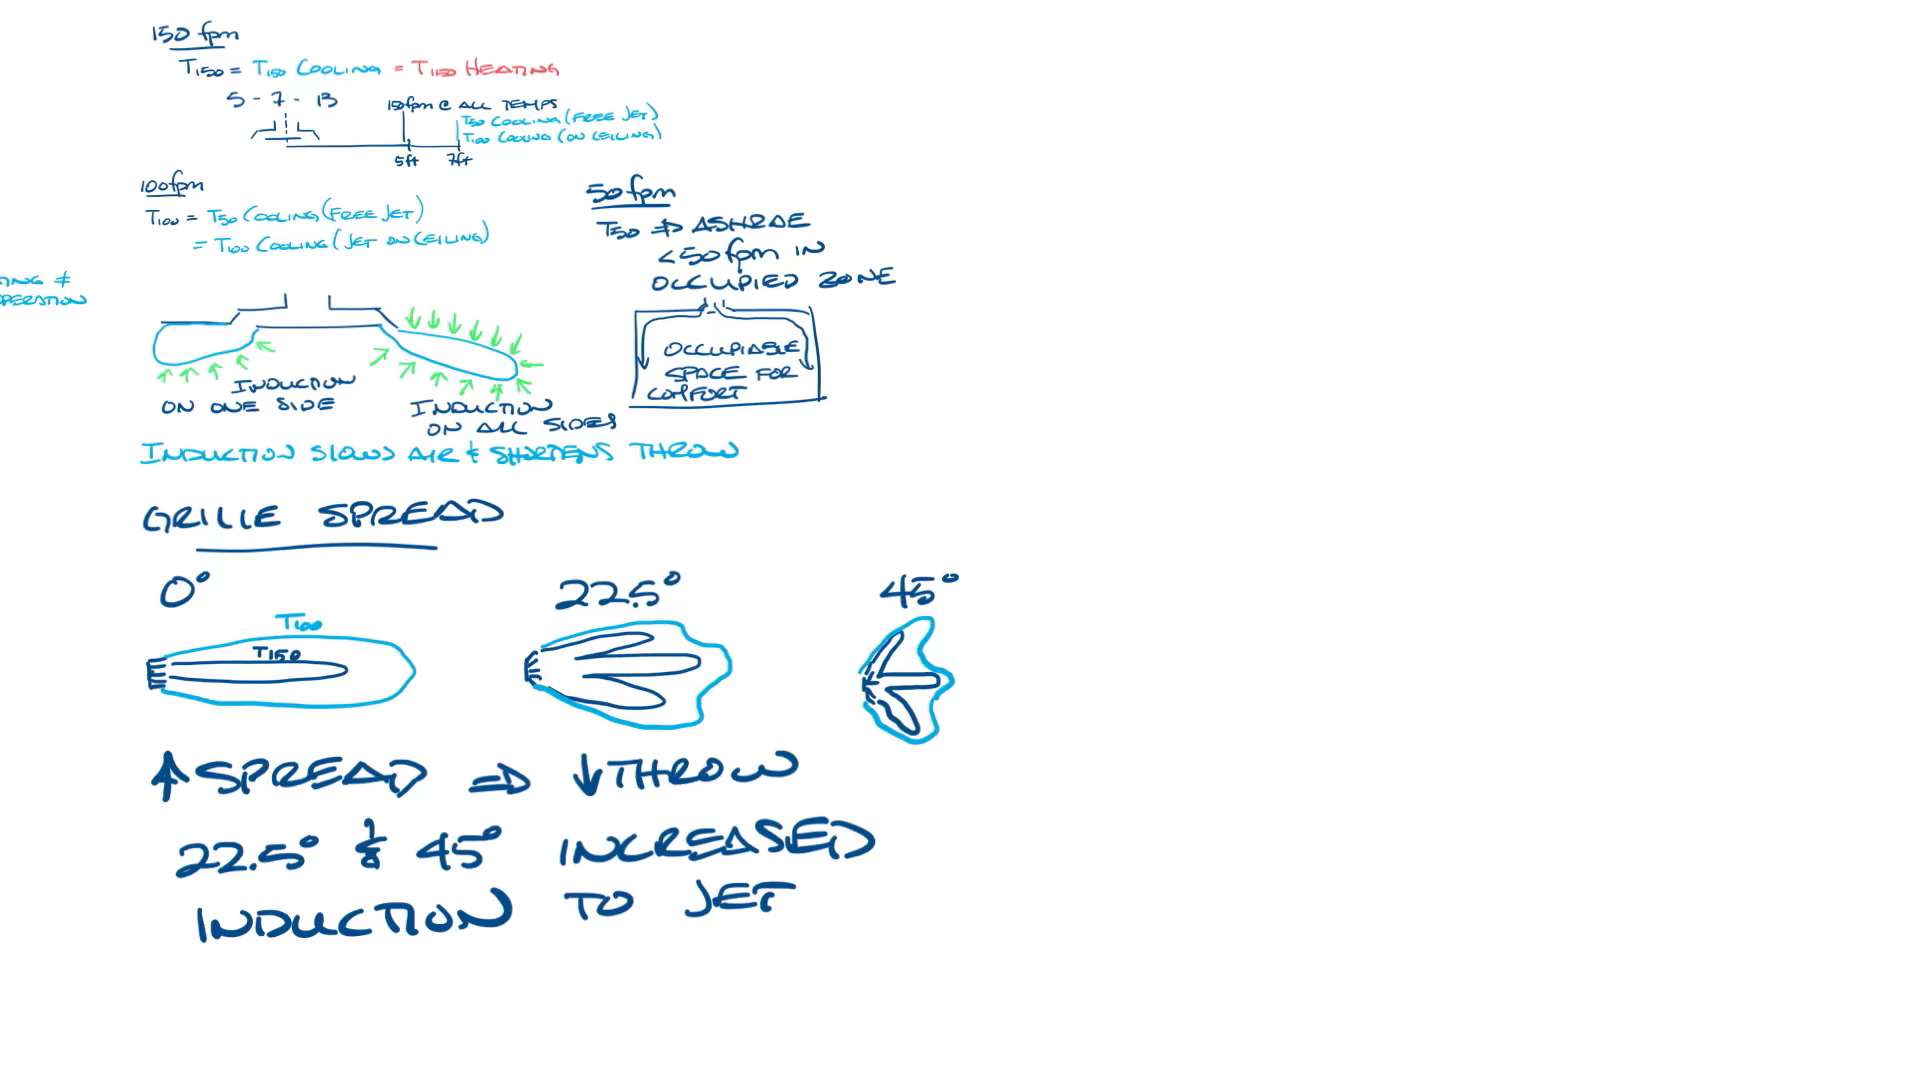 150 fpm
T150 = T150 COOLING = T150 HEATING
5 - 7 - 13
150fpm @ ALL TEMPS
T50 COOLING (FREE JET)
T100 COOLING (ON CEILING)
5ft 7ft
100fpm
T100 = T50 COOLING (FREE JET)
= T100 COOLING (JET ON CEILING)
50 fpm
T50 ⇒ ASHRAE
<50 fpm IN
OCCUPIED ZONE
OCCUPIABLE
SPACE FOR
COMFORT
INDUCTION
ON ONE SIDE
INDUCTION
ON ALL SIDES
INDUCTION SLOWS AIR & SHORTENS THROW
GRILLE SPREAD
0° 22.5° 45°
T100
T150
↑ SPREAD ⇒ ↓ THROW
22.5° & 45° INCREASED
INDUCTION TO JET